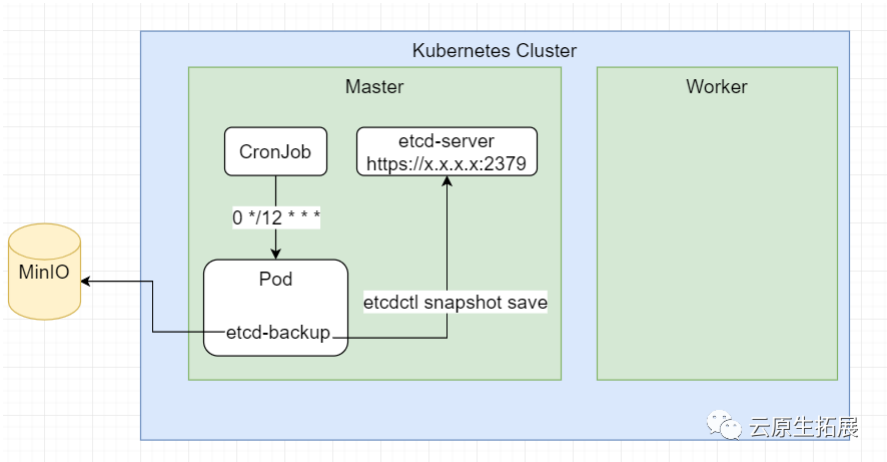 Kubernetes Cluster
Master
Worker
CronJob
etcd-server
https://x.x.x.x:2379
0 */12 * * *
MinIO
Pod
etcdctl snapshot save
etcd-backup
云原生拓展